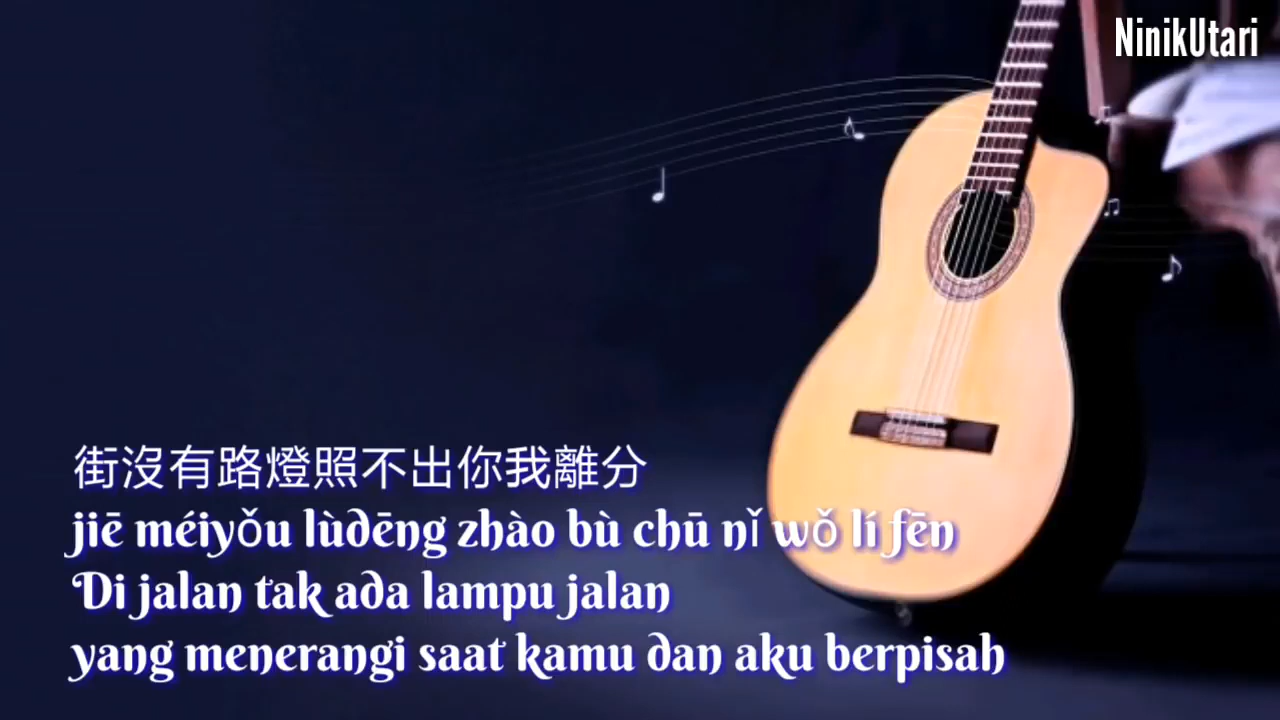 NinikUtari
街沒有路燈照不出你我離分
jiē méiyǒu lùdēng zhào bù chū nǐ wǒ lí fēn
Di jalan tak ada lampu jalan
yang menerangi saat kamu dan aku berpisah